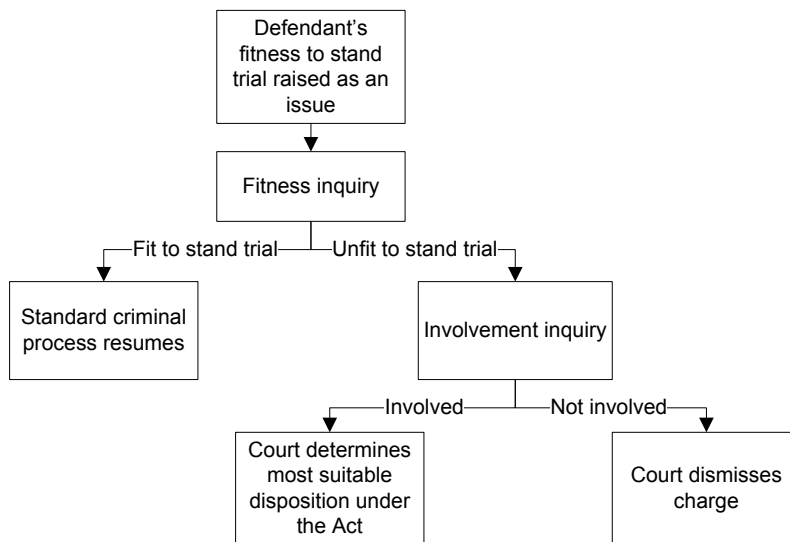 Defendant's
fitness to stand
trial raised as an
issue
Fitness inquiry
Fit to stand trial
Unfit to stand trial
Standard criminal
process resumes
Involvement inquiry
Involved
Not involved
Court determines
most suitable
disposition under
the Act
Court dismisses
charge